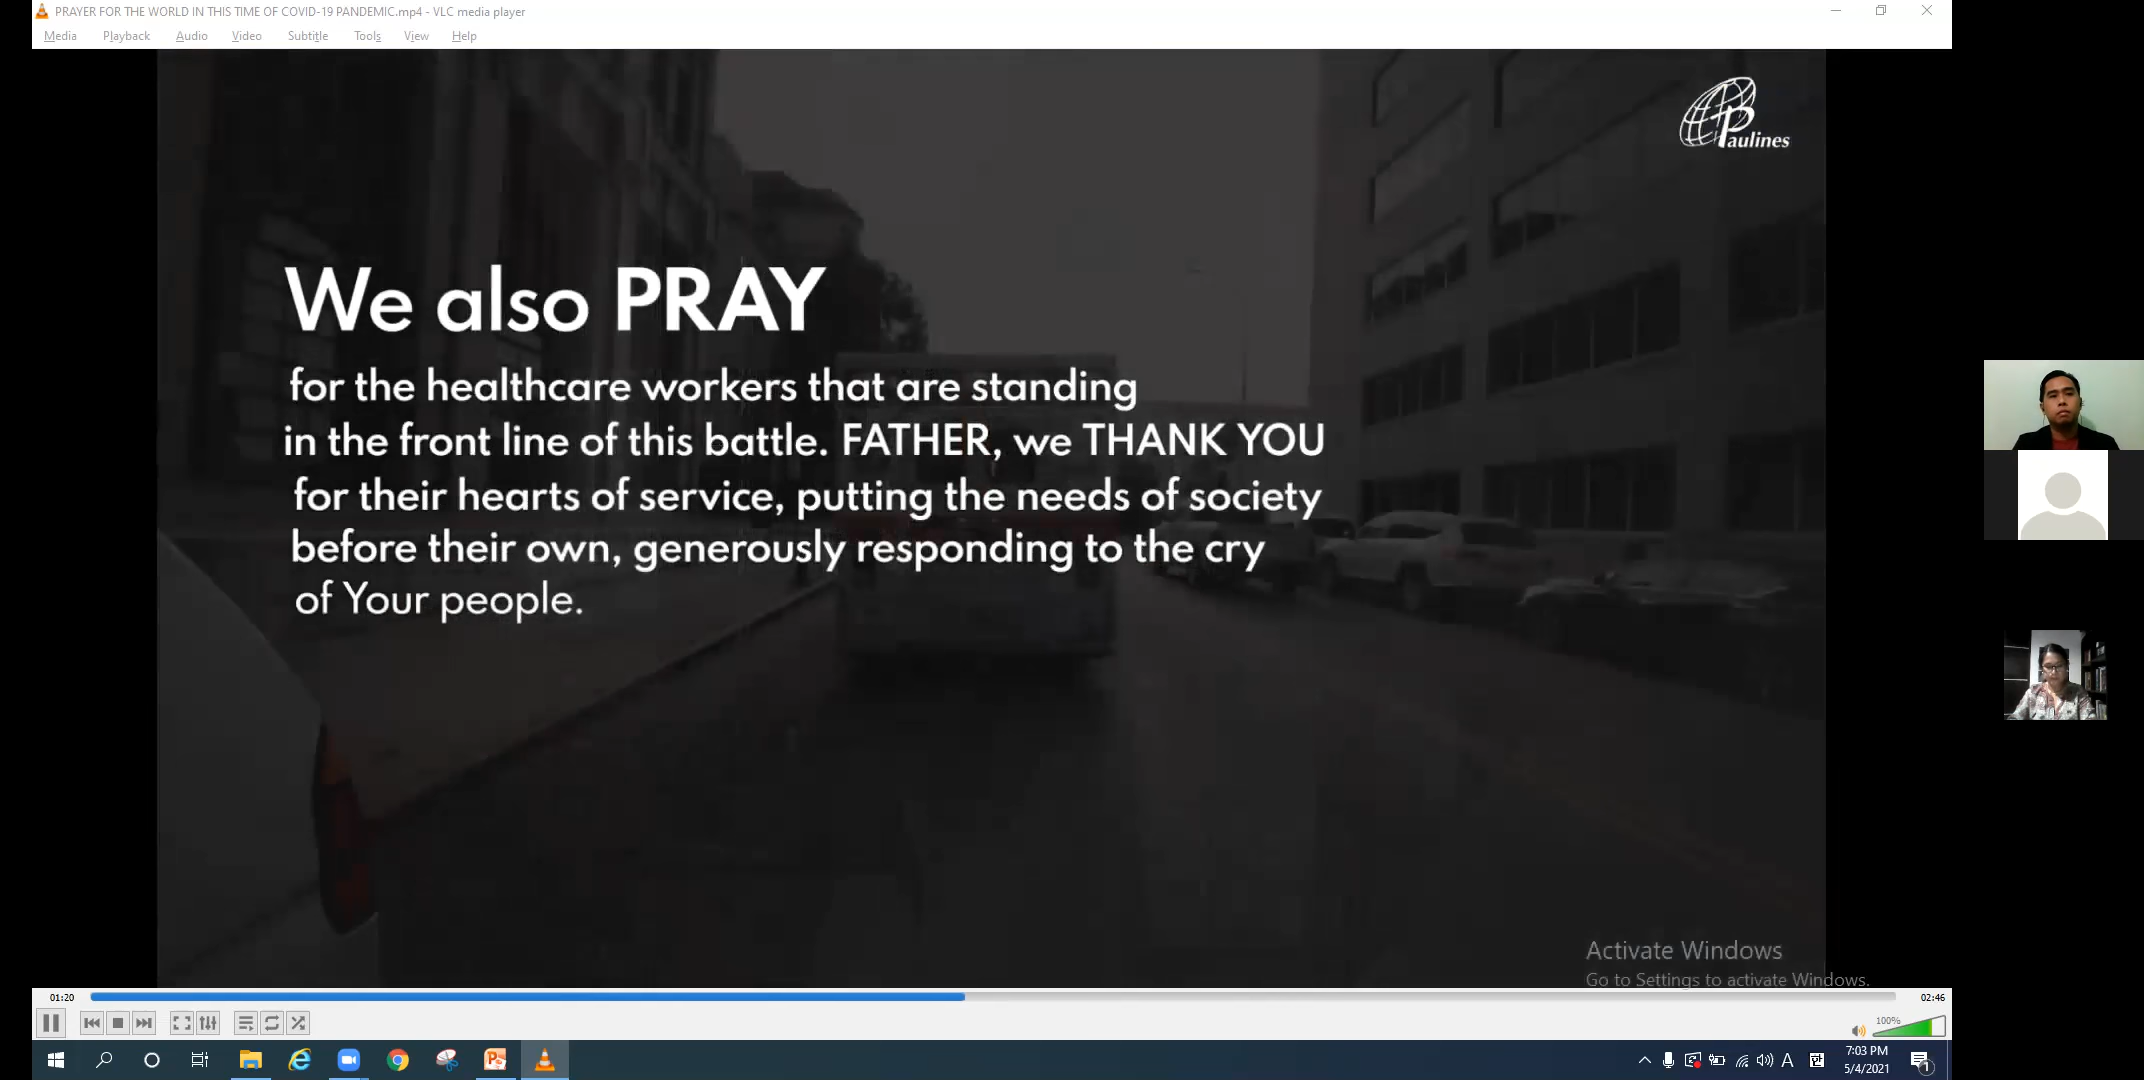 PRAYER FOR THE WORLD IN THIS TIME OF COVID-19 PANDEMIC.mp4 - VLC media player
Media Playback Audio Video Subtitle Tools View Help
Paulines
We also PRAY
for the healthcare workers that are standing
in the front line of this battle. FATHER, we THANK YOU
for their hearts of service, putting the needs of society
before their own, generously responding to the cry
of Your people.
Activate Windows
Go to Settings to activate Windows.
01:20
02:46
100%
A
7:03 PM
5/4/2021
1